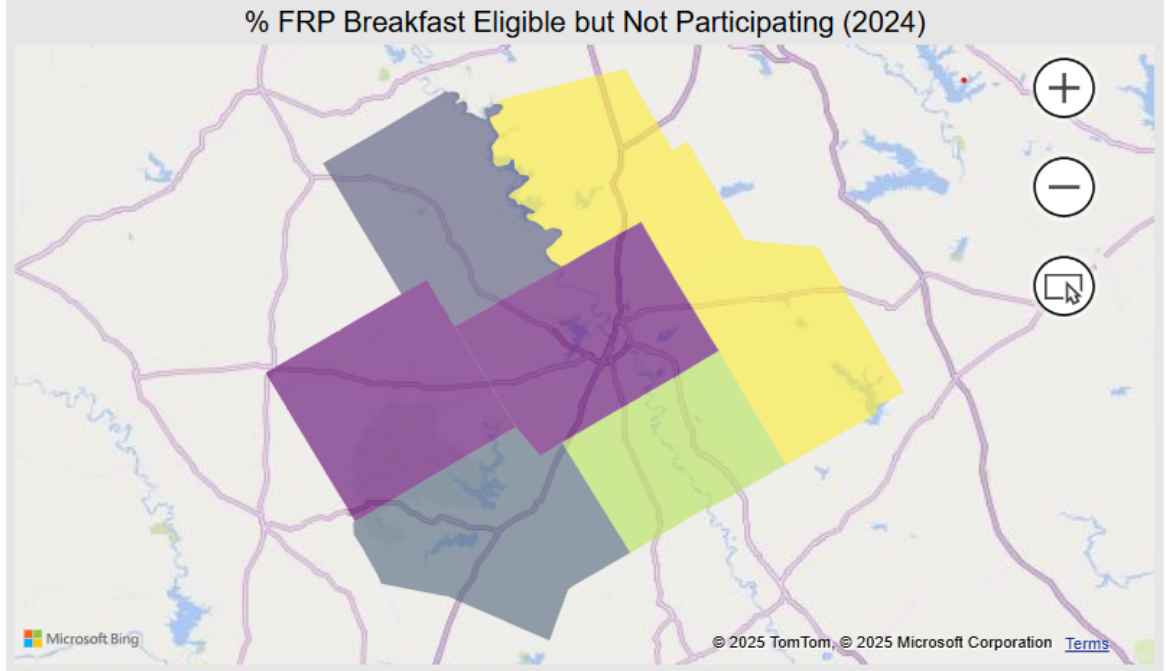 % FRP Breakfast Eligible but Not Participating (2024)
Microsoft Bing
© 2025 TomTom, © 2025 Microsoft Corporation Terms